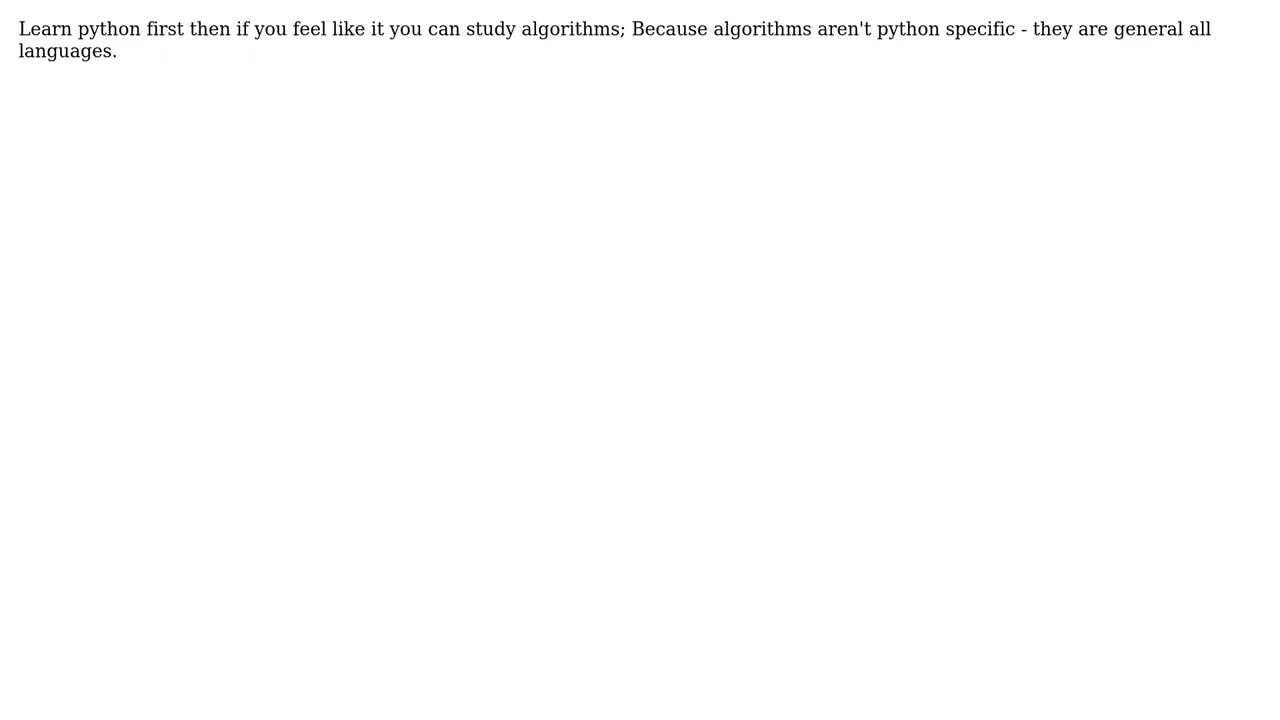 Learn python first then if you feel like it you can study algorithms; Because algorithms aren't python specific - they are general all
languages.